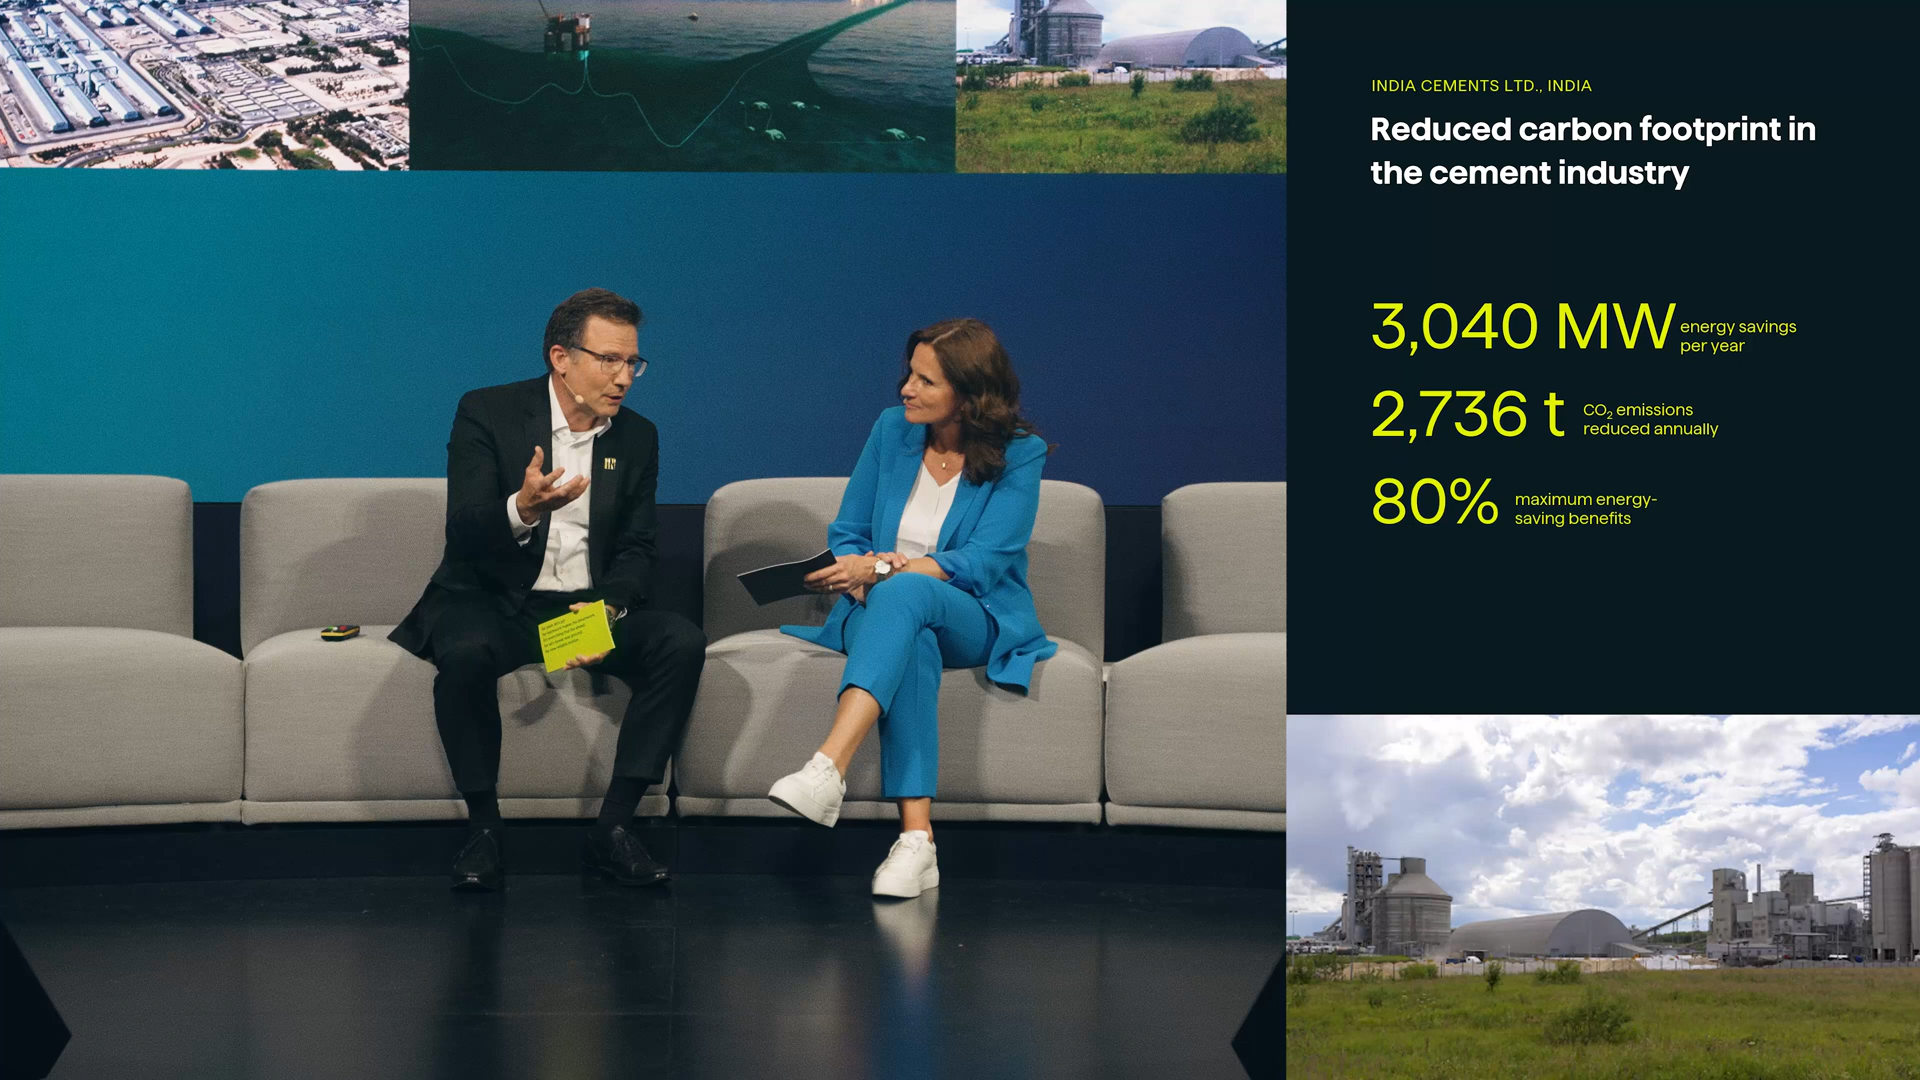 INDIA CEMENTS LTD., INDIA
Reduced carbon footprint in
the cement industry
3,040 MW energy savings
per year
2,736 t CO₂ emissions
reduced annually
80% maximum energy-
saving benefits